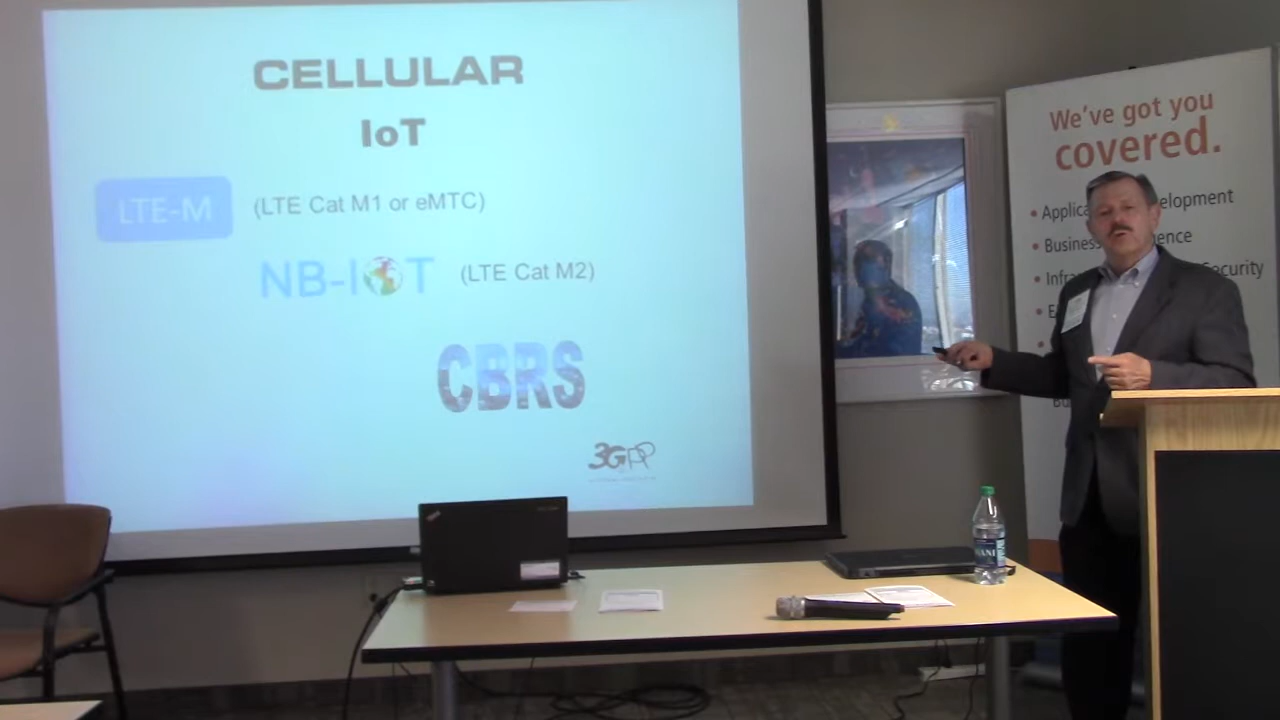 CELLULAR
IoT
LTE-M (LTE Cat M1 or eMTC)
NB-IOT (LTE Cat M2)
CBRS
3GPP
We've got you
covered.
• Applica elopment
• Business ence
• Infra Security
• E